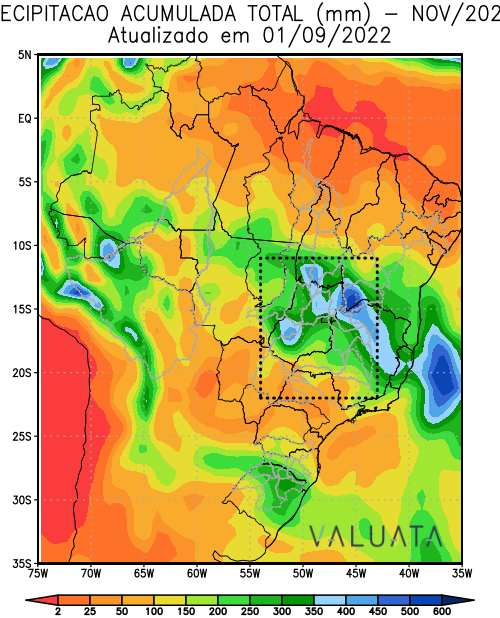 ECIPITACAO ACUMULADA TOTAL (mm) – NOV/202
Atualizado em 01/09/2022
5N
EQ
5S
10S
15S
20S
25S
30S
35S
75W 70W 65W 60W 55W 50W 45W 40W 35W
VALUATA
2 25 50 100 150 200 250 300 350 400 450 500 600